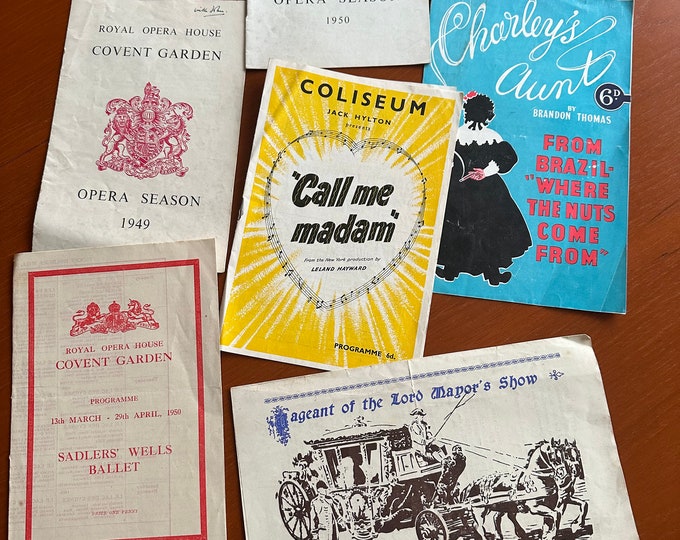 ROYAL OPERA HOUSE
COVENT GARDEN
OPERA SEASON
1949
OPERA SEASON
1950
COLISEUM
JACK HYLTON
presents
"Call me
madam"
from the New York production by
LELAND HAYWARD
PROGRAMME 6d.
Charley's
Aunt
6D
BY
BRANDON THOMAS
FROM
BRAZIL-
"WHERE
THE NUTS
COME
FROM"
ROYAL OPERA HOUSE
COVENT GARDEN
PROGRAMME
13th MARCH - 29th APRIL, 1950
SADLERS' WELLS
BALLET
Pageant of the Lord Mayor's Show